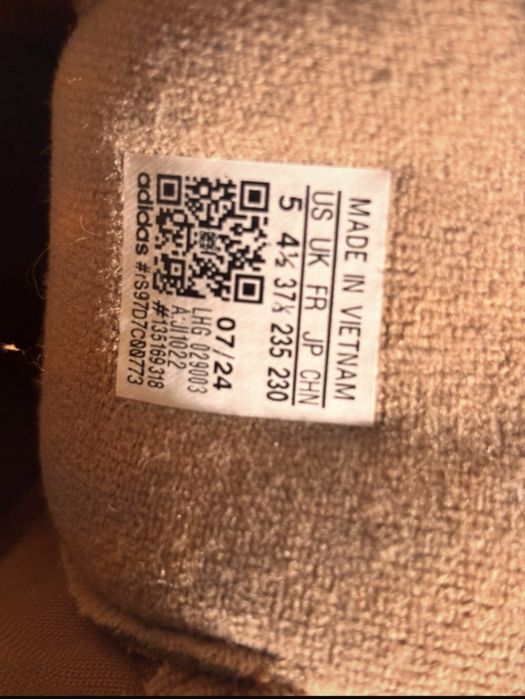 MADE IN VIETNAM
US UK FR JP CHN
5 4½ 37⅓ 235 230
07/24
LHG 029003
A:JI1022
##135169318
adidas #rS97D7C00773